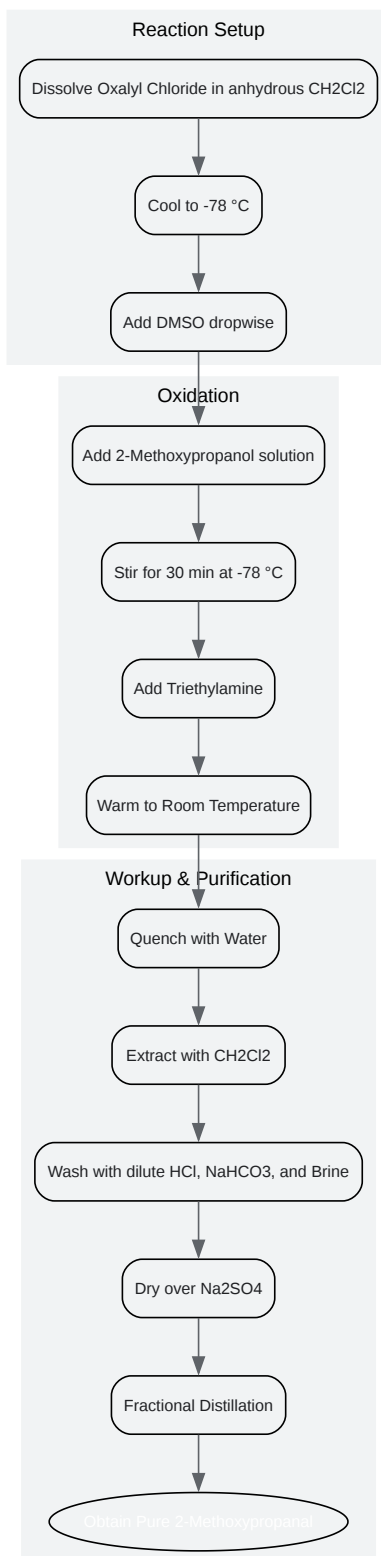 Reaction Setup
Dissolve Oxalyl Chloride in anhydrous CH2Cl2
Cool to -78 °C
Add DMSO dropwise
Oxidation
Add 2-Methoxypropanol solution
Stir for 30 min at -78 °C
Add Triethylamine
Warm to Room Temperature
Workup & Purification
Quench with Water
Extract with CH2Cl2
Wash with dilute HCl, NaHCO3, and Brine
Dry over Na2SO4
Fractional Distillation
Obtain Pure 2-Methoxypropanal